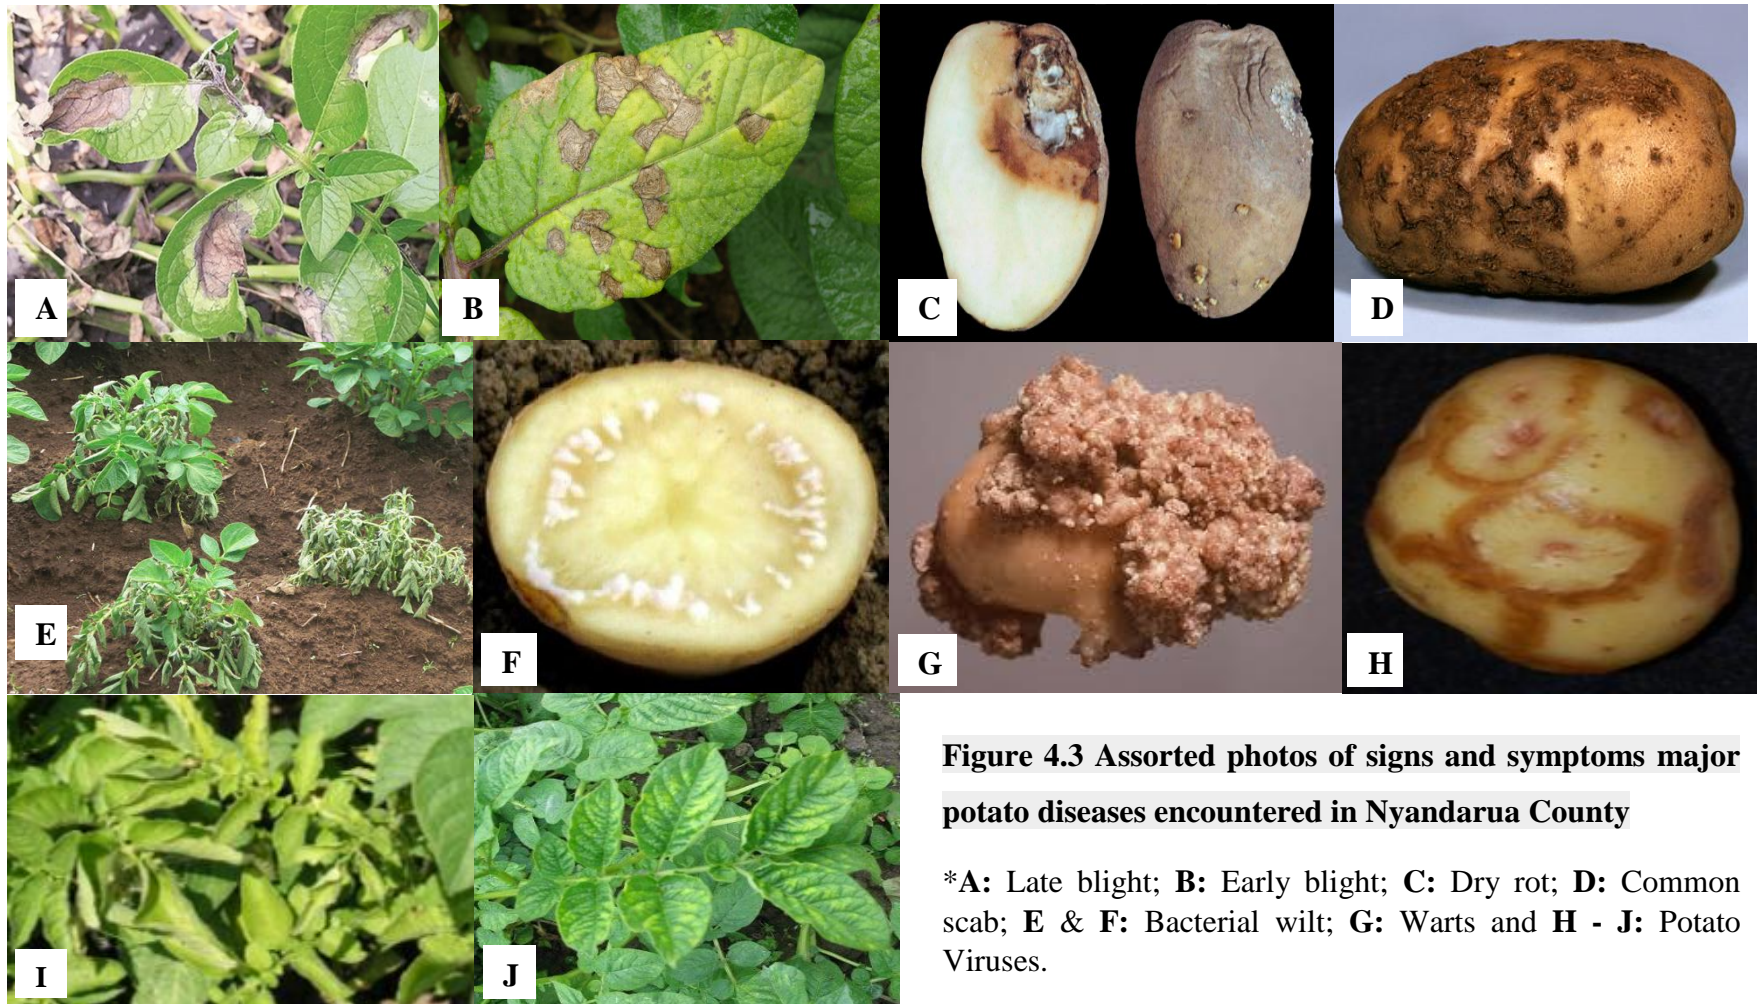 A
B
C
D
E
F
G
H
I
J
Figure 4.3 Assorted photos of signs and symptoms major
potato diseases encountered in Nyandarua County
*A: Late blight; B: Early blight; C: Dry rot; D: Common
scab; E & F: Bacterial wilt; G: Warts and H - J: Potato
Viruses.